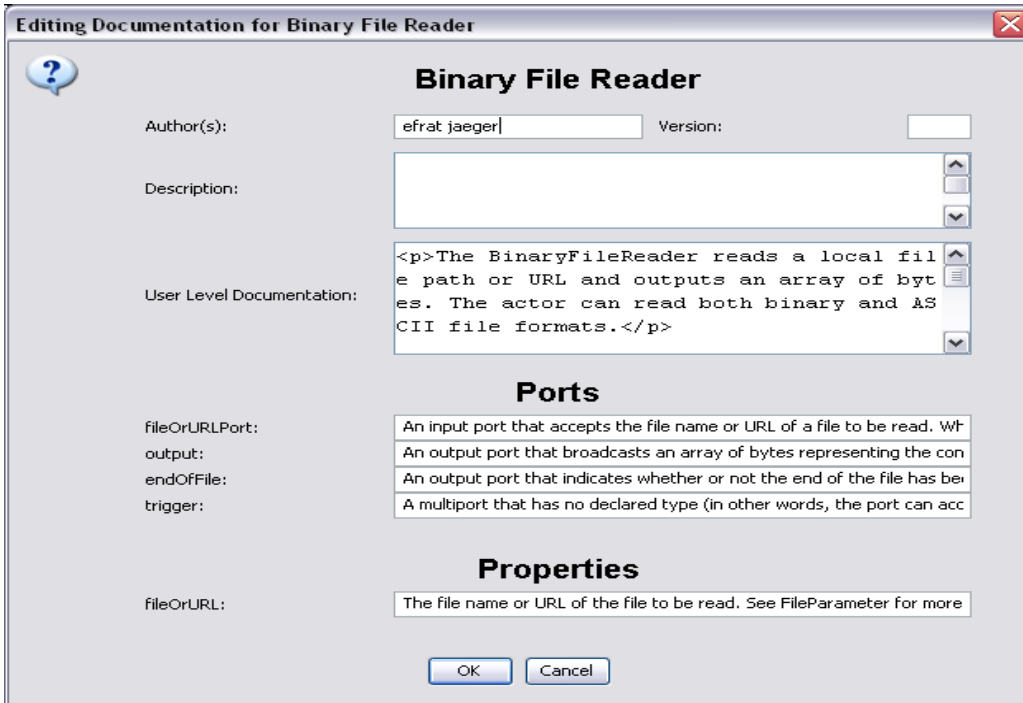 Editing Documentation for Binary File Reader
Binary File Reader
Author(s): efrat jaeger Version:
Description:
User Level Documentation:
<p>The BinaryFileReader reads a local fil
e path or URL and outputs an array of byt
es. The actor can read both binary and AS
CII file formats.</p>
Ports
fileOrURLPort: An input port that accepts the file name or URL of a file to be read. Wh
output: An output port that broadcasts an array of bytes representing the con
endOfFile: An output port that indicates whether or not the end of the file has bee
trigger: A multiport that has no declared type (in other words, the port can acc
Properties
fileOrURL: The file name or URL of the file to be read. See FileParameter for more
OK Cancel